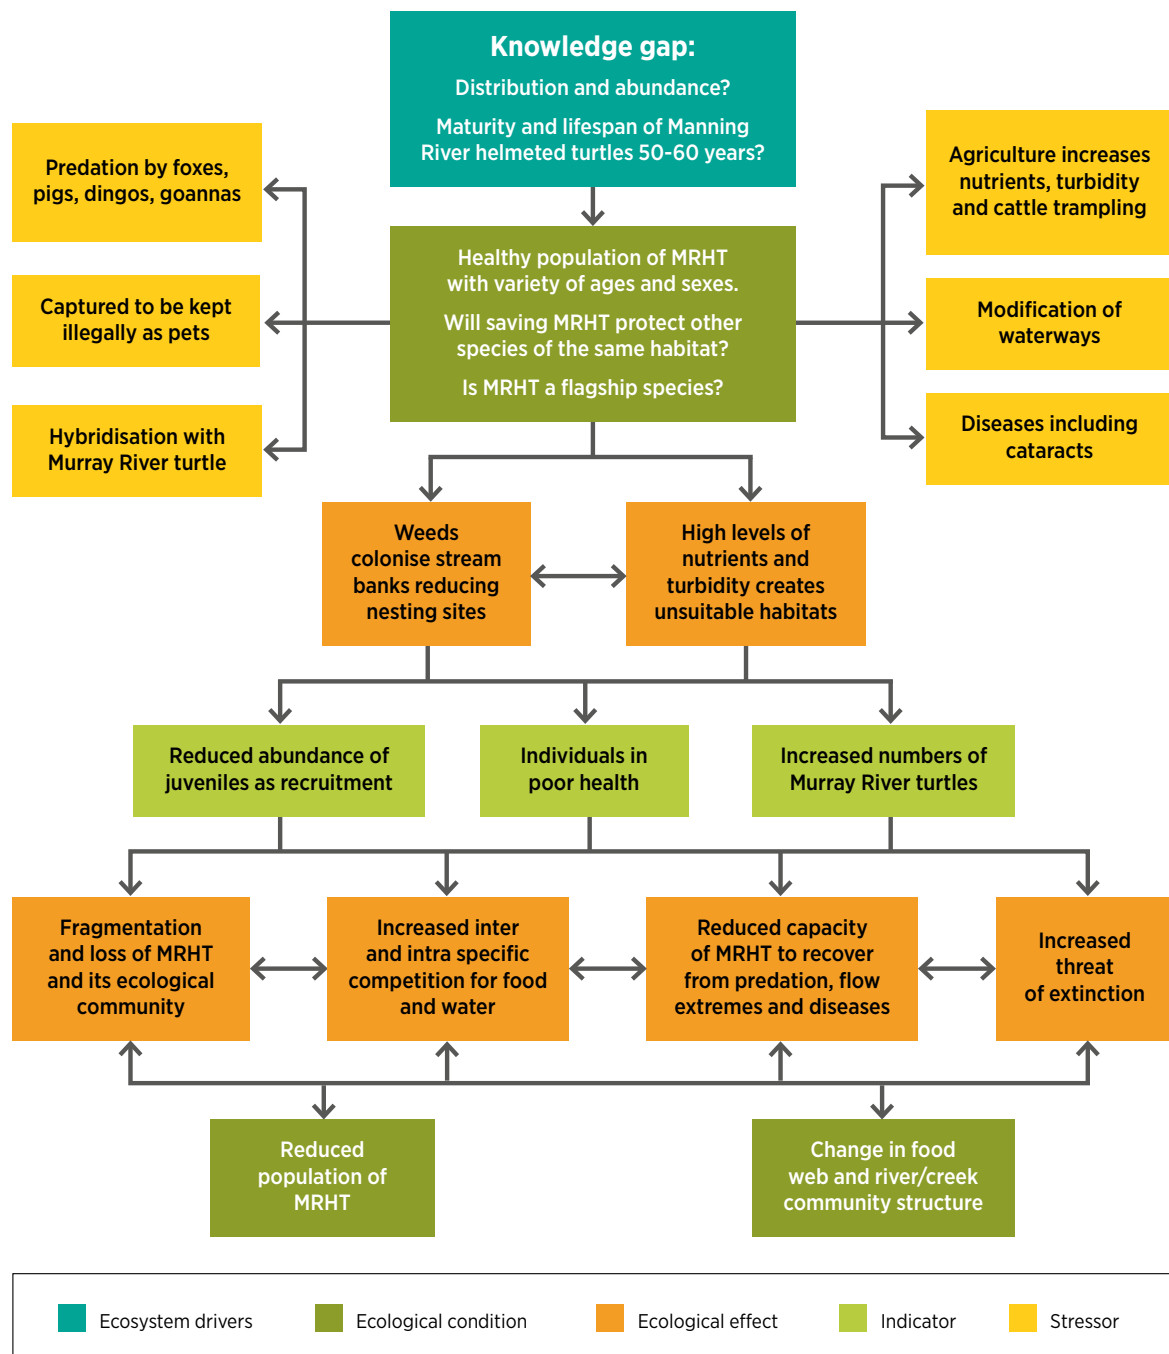 Knowledge gap:
Distribution and abundance?
Maturity and lifespan of Manning
River helmeted turtles 50-60 years?
Predation by foxes,
pigs, dingos, goannas
Captured to be kept
illegally as pets
Hybridisation with
Murray River turtle
Healthy population of MRHT
with variety of ages and sexes.
Will saving MRHT protect other
species of the same habitat?
Is MRHT a flagship species?
Agriculture increases
nutrients, turbidity
and cattle trampling
Modification of
waterways
Diseases including
cataracts
Weeds
colonise stream
banks reducing
nesting sites
High levels of
nutrients and
turbidity creates
unsuitable habitats
Reduced abundance of
juveniles as recruitment
Individuals in
poor health
Increased numbers of
Murray River turtles
Fragmentation
and loss of MRHT
and its ecological
community
Increased inter
and intra specific
competition for food
and water
Reduced capacity
of MRHT to recover
from predation, flow
extremes and diseases
Increased
threat
of extinction
Reduced
population of
MRHT
Change in food
web and river/creek
community structure
Ecosystem drivers
Ecological condition
Ecological effect
Indicator
Stressor